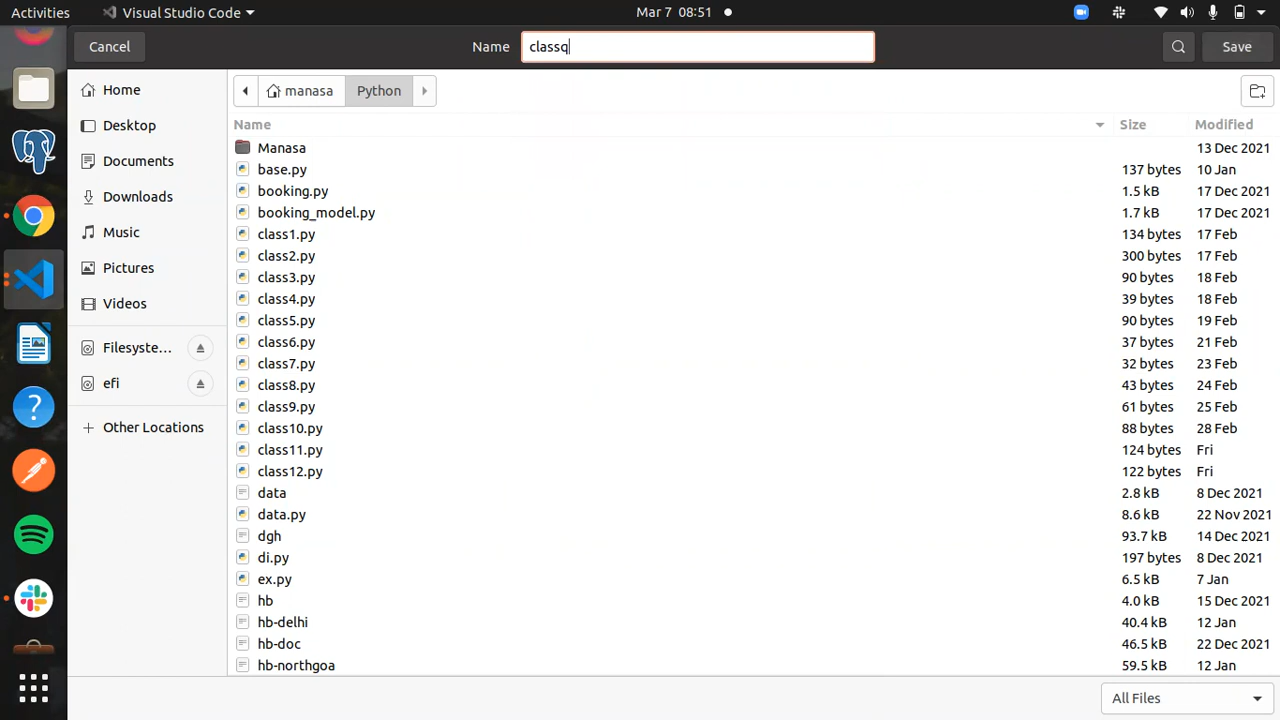 Activities Visual Studio Code Mar 7 08:51
Cancel Name classq Save
Home manasa Python
Name Size Modified
Desktop
Documents
Downloads
Music
Pictures
Videos
Filesyste...
efi
Other Locations
Manasa 13 Dec 2021
base.py 137 bytes 10 Jan
booking.py 1.5 kB 17 Dec 2021
booking_model.py 1.7 kB 17 Dec 2021
class1.py 134 bytes 17 Feb
class2.py 300 bytes 17 Feb
class3.py 90 bytes 18 Feb
class4.py 39 bytes 18 Feb
class5.py 90 bytes 19 Feb
class6.py 37 bytes 21 Feb
class7.py 32 bytes 23 Feb
class8.py 43 bytes 24 Feb
class9.py 61 bytes 25 Feb
class10.py 88 bytes 28 Feb
class11.py 124 bytes Fri
class12.py 122 bytes Fri
data 2.8 kB 8 Dec 2021
data.py 8.6 kB 22 Nov 2021
dgh 93.7 kB 14 Dec 2021
di.py 197 bytes 8 Dec 2021
ex.py 6.5 kB 7 Jan
hb 4.0 kB 15 Dec 2021
hb-delhi 40.4 kB 12 Jan
hb-doc 46.5 kB 22 Dec 2021
hb-northgoa 59.5 kB 12 Jan
All Files